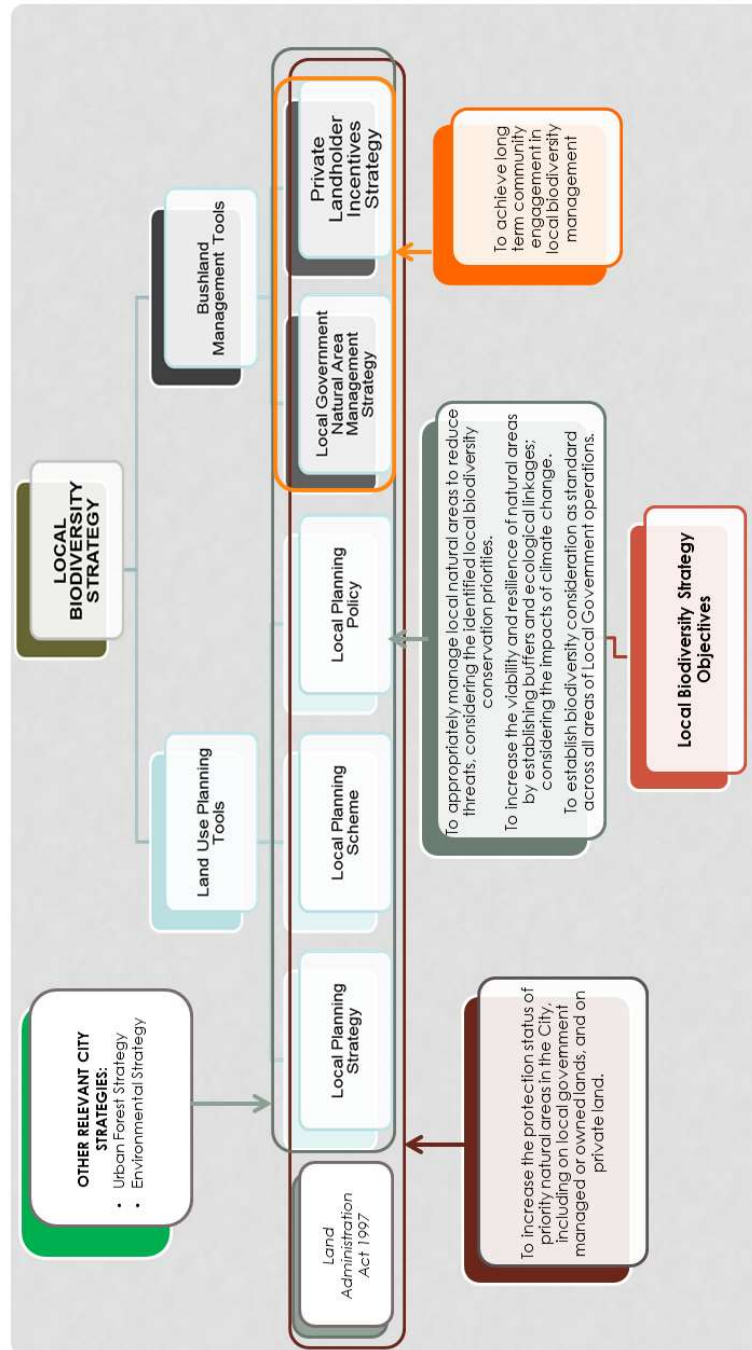 LOCAL
BIODIVERSITY
STRATEGY
OTHER RELEVANT CITY
STRATEGIES:
• Urban Forest Strategy
• Environmental Strategy
Land Use Planning
Tools
Bushland
Management Tools
Land
Administration
Act 1997
Local Planning
Strategy
Local Planning
Scheme
Local Planning
Policy
Local Government
Natural Area
Management
Strategy
Private
Landholder
Incentives
Strategy
To increase the protection status of
priority natural areas in the City,
including on local government
managed or owned lands, and on
private land.
To appropriately manage local natural areas to reduce
threats, considering the identified local biodiversity
conservation priorities.
To increase the viability and resilience of natural areas
by establishing buffers and ecological linkages;
considering the impacts of climate change.
To establish biodiversity consideration as standard
across all areas of Local Government operations.
To achieve long
term community
engagement in
local biodiversity
management
Local Biodiversity Strategy
Objectives